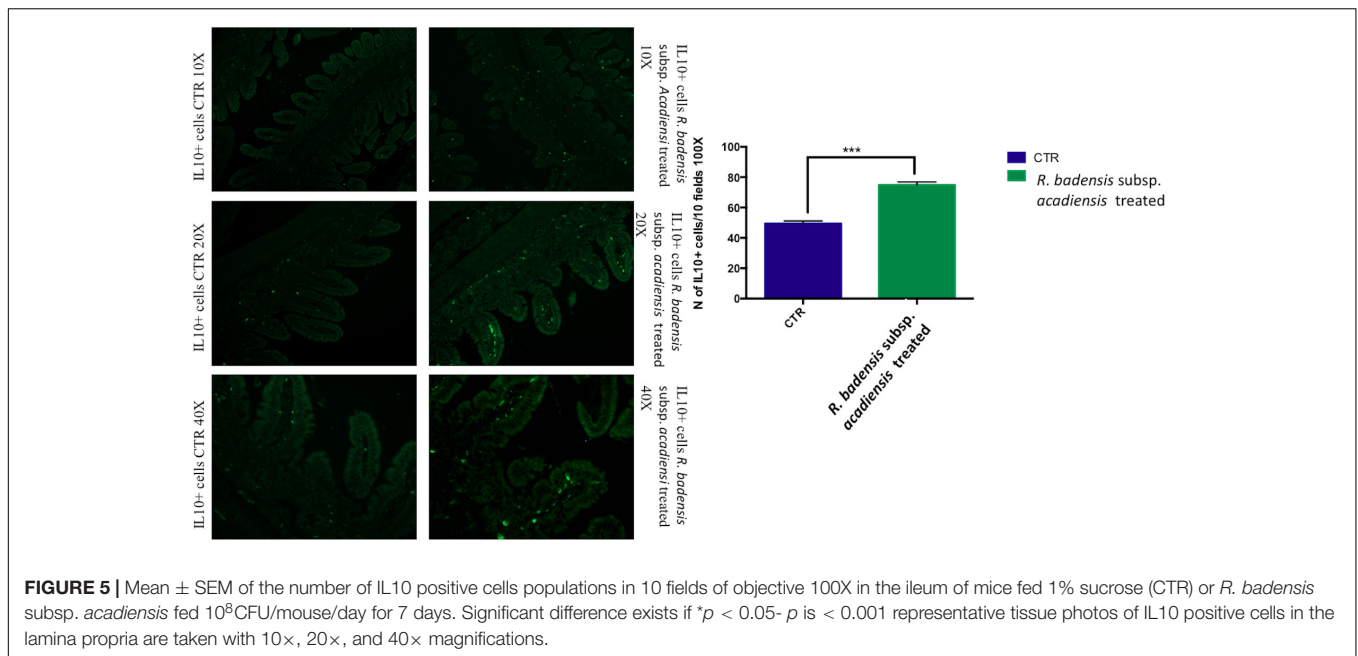 IL10+ cells CTR 10X
IL10+ cells R. badensis
subsp. Acadiensi treated
10X
IL10+ cells CTR 20X
IL10+ cells R. badensis
subsp. acadiensis treated
20X
IL10+ cells CTR 40X
IL10+ cells R. badensis
subsp. acadiensi treated
40X
N of IL10+ cells/10 fields 100X
100
80
60
40
20
0
***
CTR
R. badensis subsp.
acadiensis treated
CTR
R. badensis subsp.
acadiensis treated
FIGURE 5 | Mean ± SEM of the number of IL10 positive cells populations in 10 fields of objective 100X in the ileum of mice fed 1% sucrose (CTR) or R. badensis
subsp. acadiensis fed 10⁸CFU/mouse/day for 7 days. Significant difference exists if *p < 0.05- p is < 0.001 representative tissue photos of IL10 positive cells in the
lamina propria are taken with 10×, 20×, and 40× magnifications.